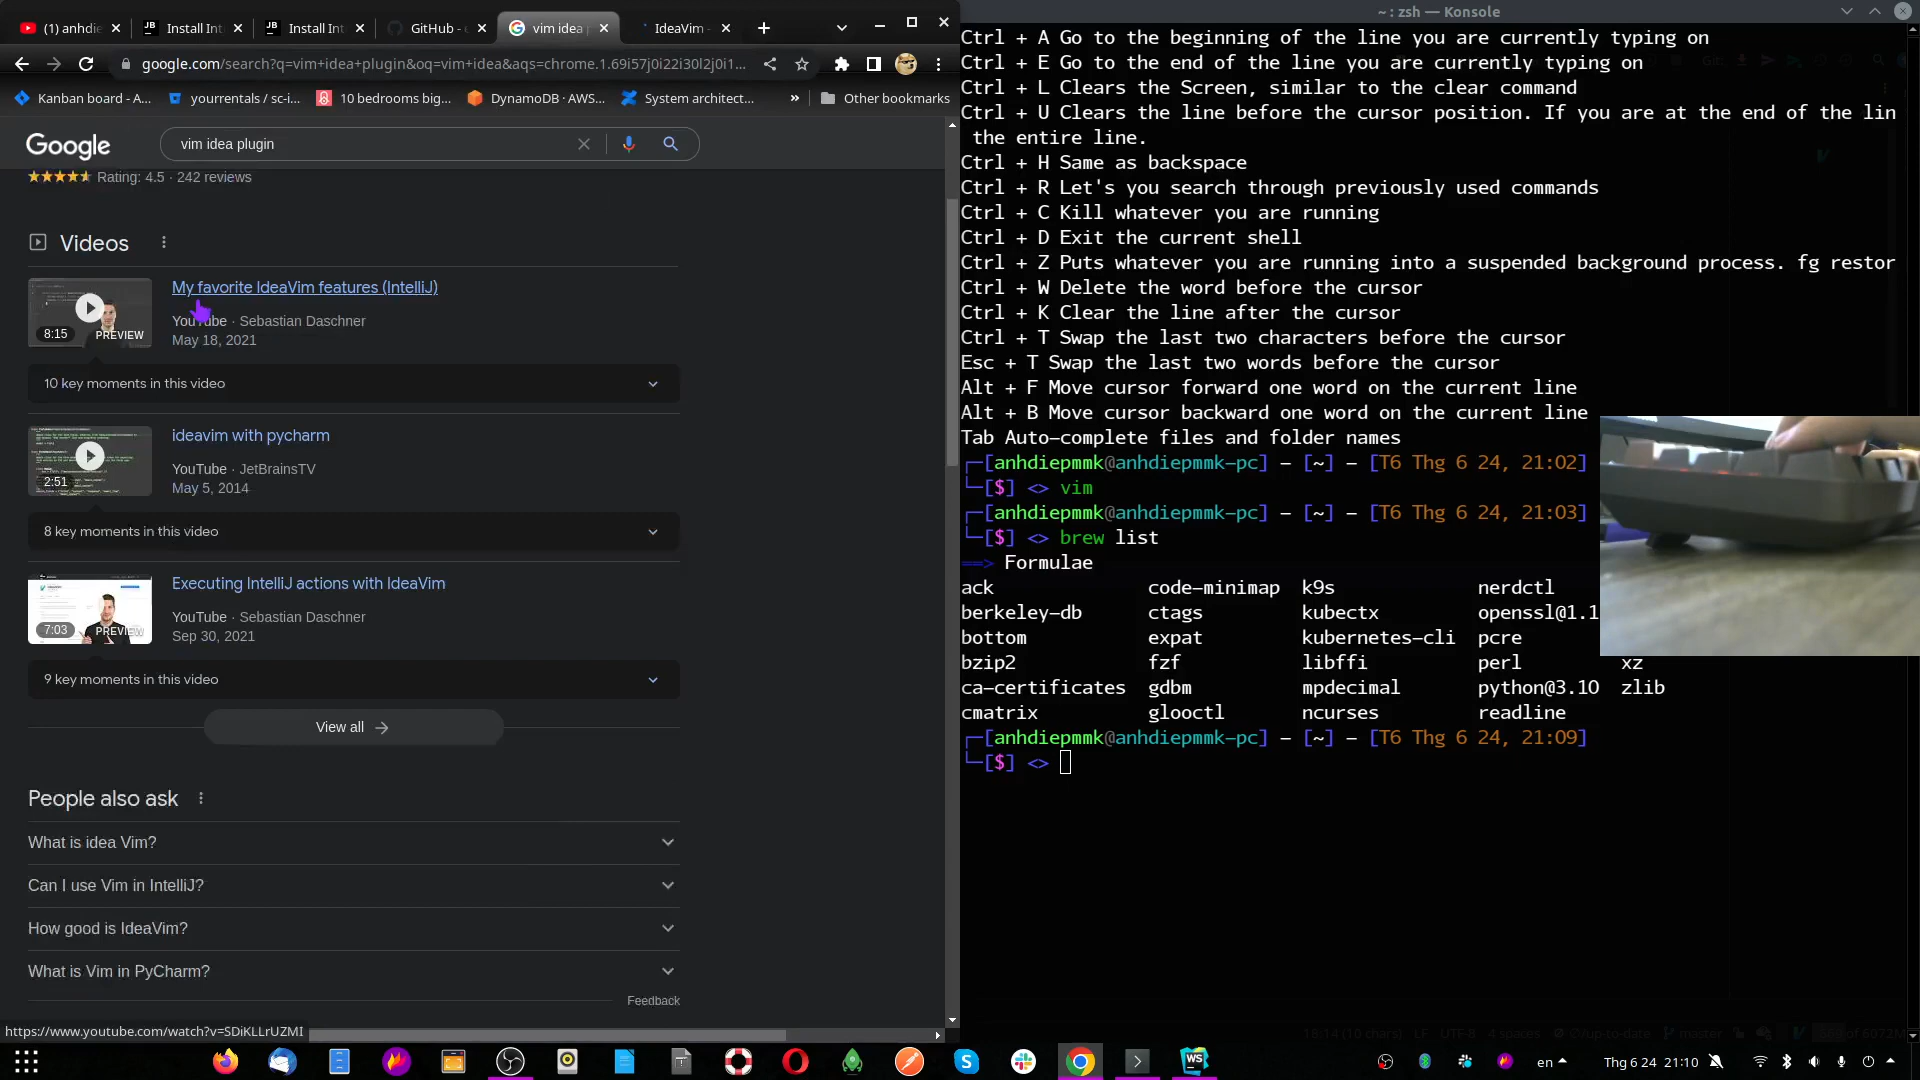 (1) anhdie
Install Int
Install Int
GitHub - u
vim idea
IdeaVim -
google.com/search?q=vim+idea+plugin&oq=vim+idea&aqs=chrome.1.69i57j0i22i30l2j0i1...
Kanban board - A...
yourrentals / sc-i...
10 bedrooms big...
DynamoDB · AWS...
System architect...
»
Other bookmarks
Google
vim idea plugin
Rating: 4.5 · 242 reviews
Videos
My favorite IdeaVim features (IntelliJ)
YouTube · Sebastian Daschner
May 18, 2021
8:15
PREVIEW
10 key moments in this video
ideavim with pycharm
YouTube · JetBrainsTV
May 5, 2014
2:51
8 key moments in this video
Executing IntelliJ actions with IdeaVim
YouTube · Sebastian Daschner
Sep 30, 2021
7:03
PREVIEW
9 key moments in this video
View all
People also ask
What is idea Vim?
Can I use Vim in IntelliJ?
How good is IdeaVim?
What is Vim in PyCharm?
Feedback
https://www.youtube.com/watch?v=SDiKLLrUZMI
~ : zsh — Konsole
Ctrl + A Go to the beginning of the line you are currently typing on
Ctrl + E Go to the end of the line you are currently typing on
Ctrl + L Clears the Screen, similar to the clear command
Ctrl + U Clears the line before the cursor position. If you are at the end of the lin
the entire line.
Ctrl + H Same as backspace
Ctrl + R Let's you search through previously used commands
Ctrl + C Kill whatever you are running
Ctrl + D Exit the current shell
Ctrl + Z Puts whatever you are running into a suspended background process. fg restor
Ctrl + W Delete the word before the cursor
Ctrl + K Clear the line after the cursor
Ctrl + T Swap the last two characters before the cursor
Esc + T Swap the last two words before the cursor
Alt + F Move cursor forward one word on the current line
Alt + B Move cursor backward one word on the current line
Tab Auto-complete files and folder names
┌─[anhdiepmmk@anhdiepmmk-pc] - [~] - [T6 Thg 6 24, 21:02]
└─[$] <> vim
┌─[anhdiepmmk@anhdiepmmk-pc] - [~] - [T6 Thg 6 24, 21:03]
└─[$] <> brew list
==> Formulae
ack code-minimap k9s nerdctl
berkeley-db ctags kubectx openssl@1.1
bottom expat kubernetes-cli pcre
bzip2 fzf libffi perl xz
ca-certificates gdbm mpdecimal python@3.10 zlib
cmatrix glooctl ncurses readline
┌─[anhdiepmmk@anhdiepmmk-pc] - [~] - [T6 Thg 6 24, 21:09]
└─[$] <>
16:14 (10 chars) LF UTF-8 4 spaces up-to-date master
WS
en
Thg 6 24 21:10